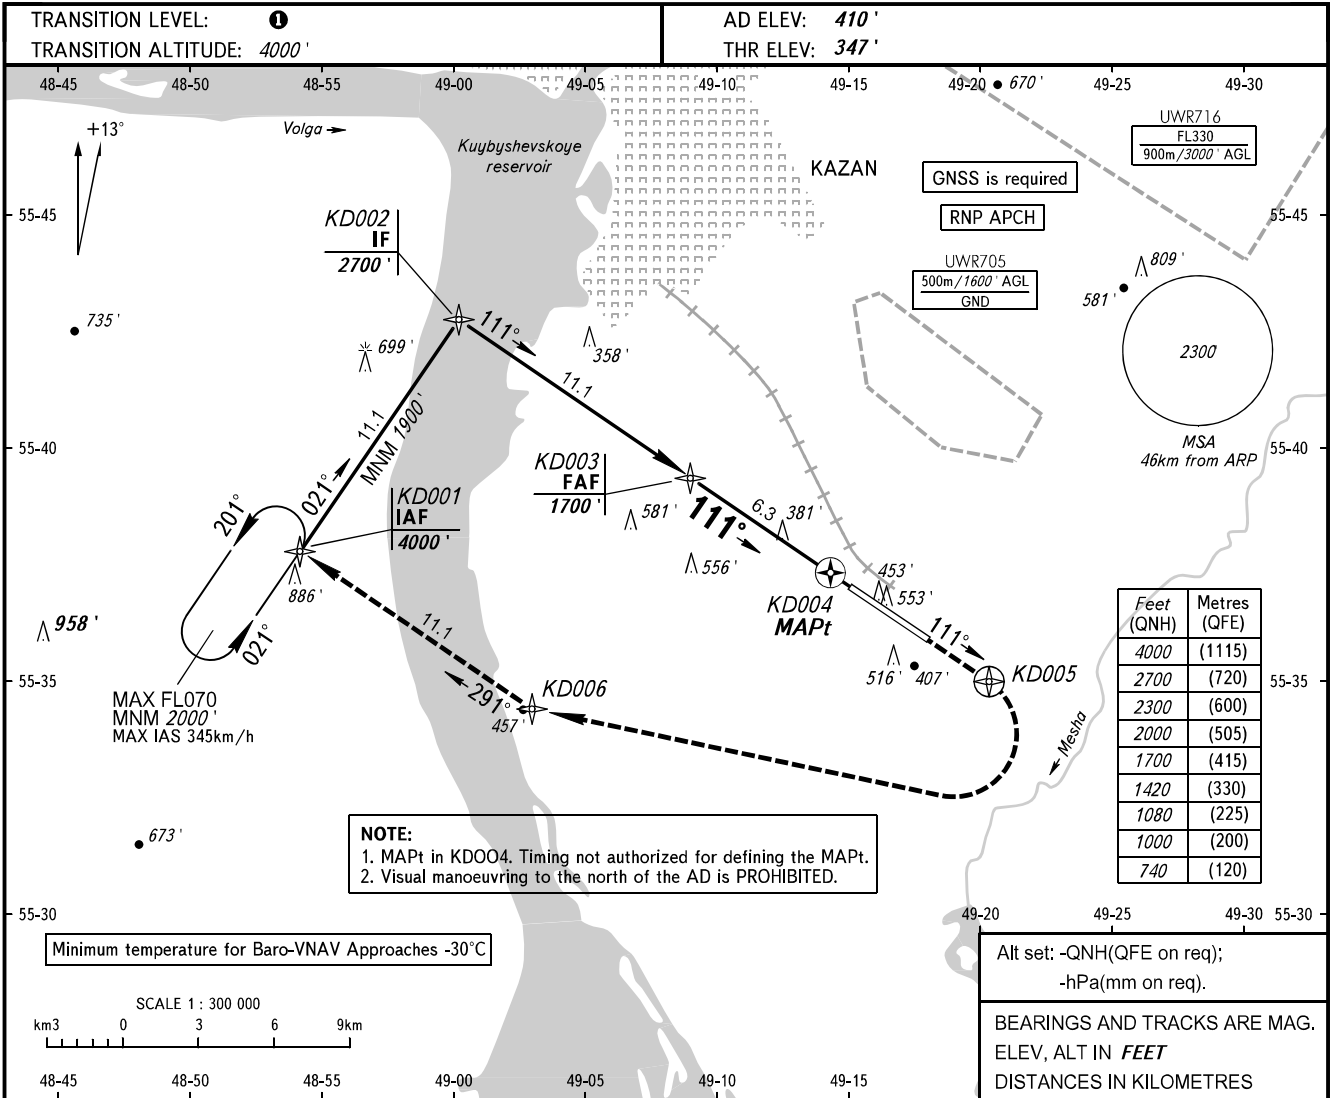 TRANSITION LEVEL: ❶
TRANSITION ALTITUDE: 4000 '
AD ELEV: 410 '
THR ELEV: 347 '
48-45 48-50 48-55 49-00 49-05 49-10 49-15 49-20 49-25 49-30
670 '
+13°
Volga
Kuybyshevskoye
reservoir
KAZAN
UWR716
FL330
900m/3000 ' AGL
GNSS is required
RNP APCH
55-45 55-45
KD002
IF
2700 '
UWR705
500m/1600 ' AGL
GND
809 '
581 '
735 '
699 '
111°
358 '
2300
11.1
11.1
MNM 1900'
MSA
46km from ARP
55-40 55-40
KD003
FAF
1700 '
021°
201°
KD001
IAF
4000 '
581 '
111°
6.3
381 '
556 '
886 '
453 '
553 '
KD004
MAPt
958 '
021°
11.1
111°
516 '
407 '
KD005
291°
KD006
457 '
MAX FL070
MNM 2000 '
MAX IAS 345km/h
55-35 55-35
Mesha
Feet (QNH) Metres (QFE)
4000 (1115)
2700 (720)
2300 (600)
2000 (505)
1700 (415)
1420 (330)
1080 (225)
1000 (200)
740 (120)
673 '
NOTE:
1. MAPt in KDOO4. Timing not authorized for defining the MAPt.
2. Visual manoeuvring to the north of the AD is PROHIBITED.
55-30 49-20 49-25 49-30 55-30
Minimum temperature for Baro-VNAV Approaches -30°C
Alt set: -QNH(QFE on req);
-hPa(mm on req).
SCALE 1 : 300 000
km3 0 3 6 9km
BEARINGS AND TRACKS ARE MAG.
ELEV, ALT IN FEET
DISTANCES IN KILOMETRES
48-45 48-50 48-55 49-00 49-05 49-10 49-15